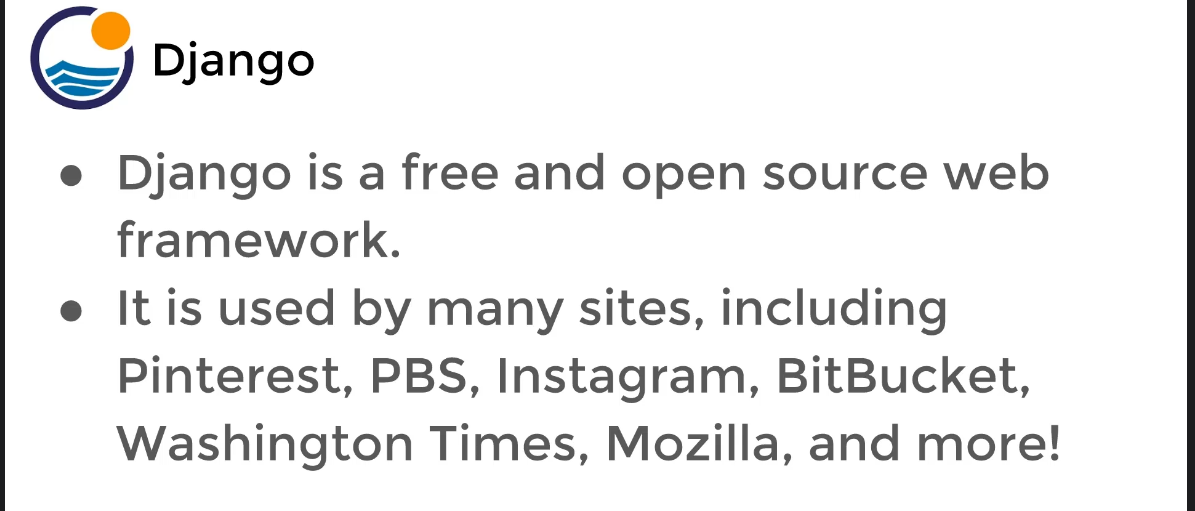 Django
● Django is a free and open source web
framework.
● It is used by many sites, including
Pinterest, PBS, Instagram, BitBucket,
Washington Times, Mozilla, and more!